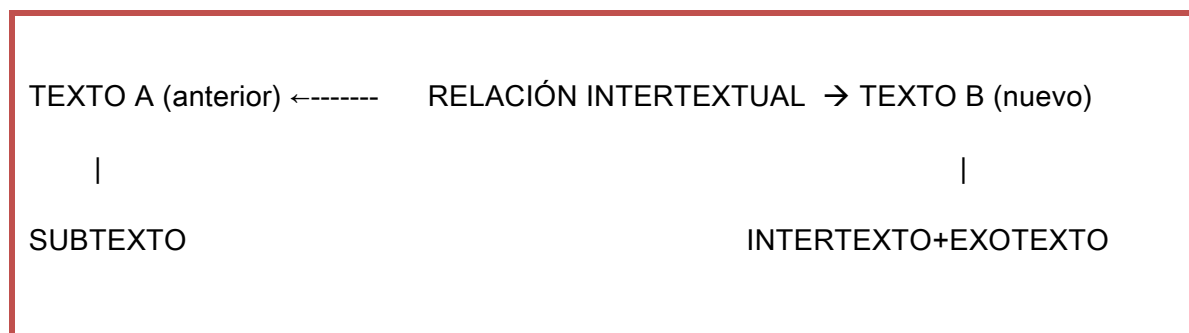 TEXTO A (anterior) ←------- RELACIÓN INTERTEXTUAL → TEXTO B (nuevo)
| |
SUBTEXTO INTERTEXTO+EXOTEXTO